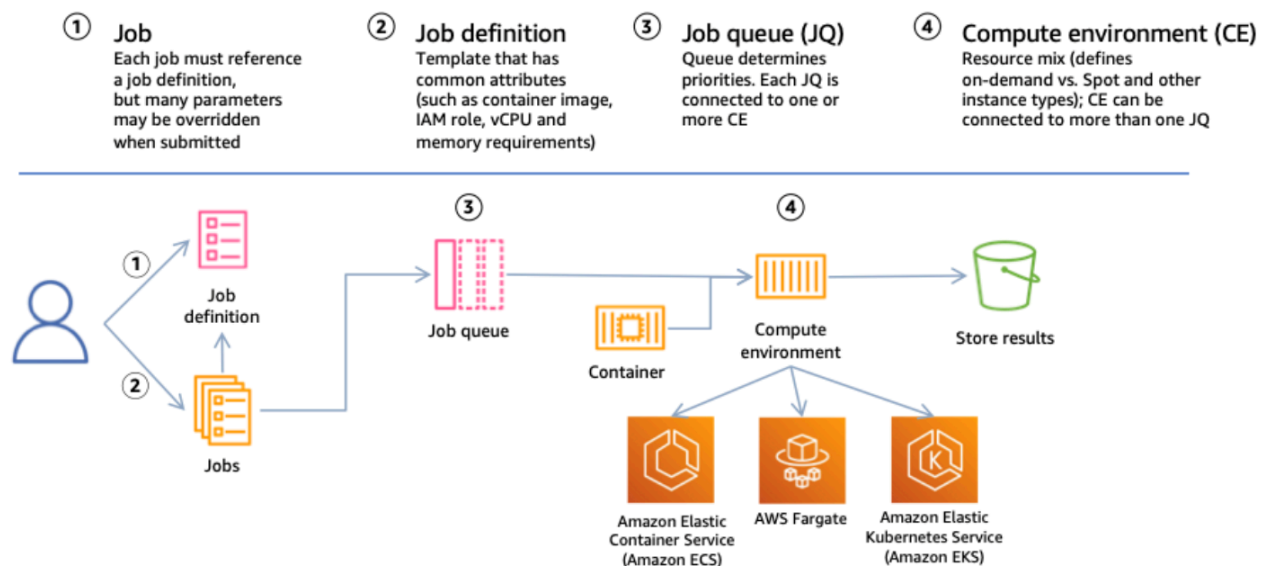 1 Job
Each job must reference
a job definition,
but many parameters
may be overridden
when submitted
2 Job definition
Template that has
common attributes
(such as container image,
IAM role, vCPU and
memory requirements)
3 Job queue (JQ)
Queue determines
priorities. Each JQ is
connected to one or
more CE
4 Compute environment (CE)
Resource mix (defines
on-demand vs. Spot and other
instance types); CE can be
connected to more than one JQ
1
Job
definition
2
Jobs
3
Job queue
Container
4
Compute
environment
Store results
Amazon Elastic
Container Service
(Amazon ECS)
AWS Fargate
K
Amazon Elastic
Kubernetes Service
(Amazon EKS)